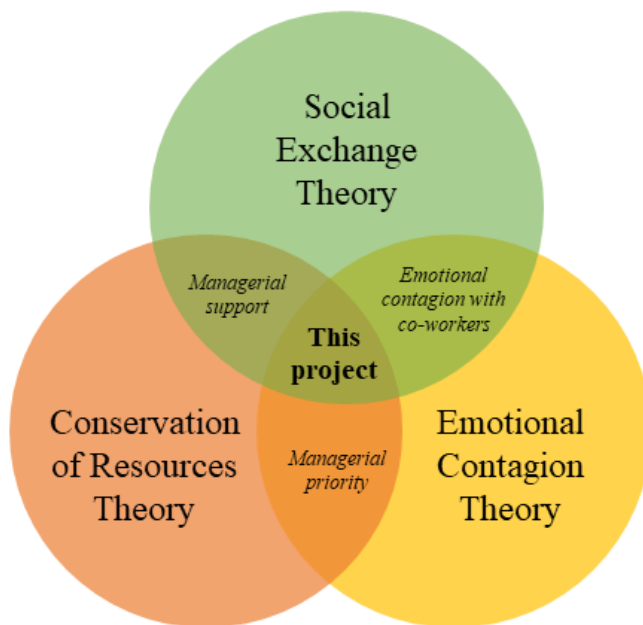 Social
Exchange
Theory
Managerial
support
Emotional
contagion with
co-workers
This
project
Conservation
of Resources
Theory
Managerial
priority
Emotional
Contagion
Theory